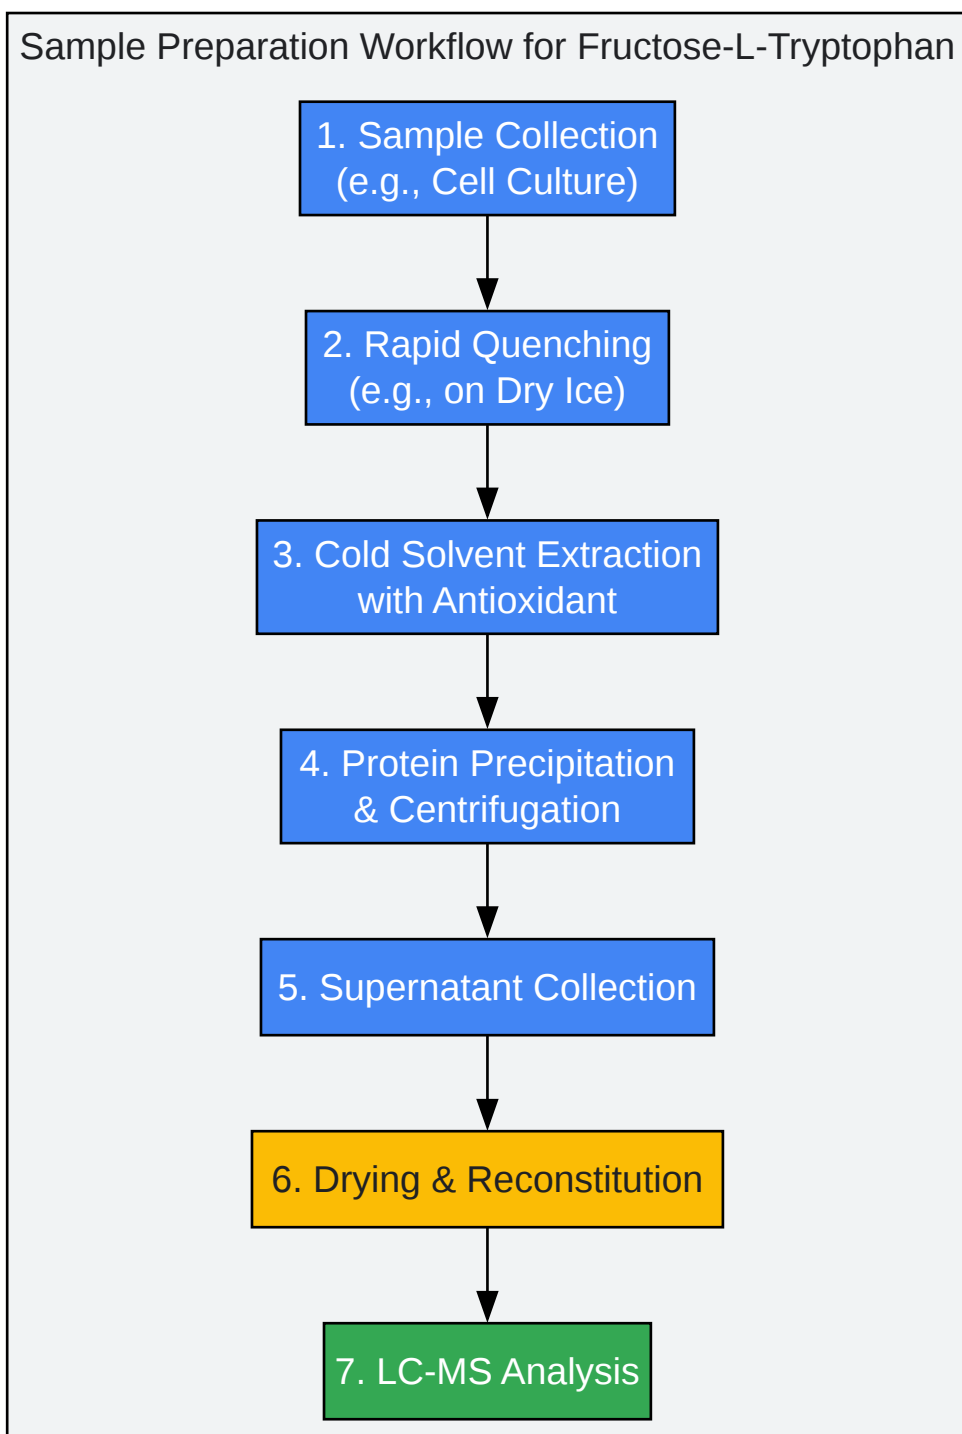 Sample Preparation Workflow for Fructose-L-Tryptophan
1. Sample Collection
(e.g., Cell Culture)
2. Rapid Quenching
(e.g., on Dry Ice)
3. Cold Solvent Extraction
with Antioxidant
4. Protein Precipitation
& Centrifugation
5. Supernatant Collection
6. Drying & Reconstitution
7. LC-MS Analysis